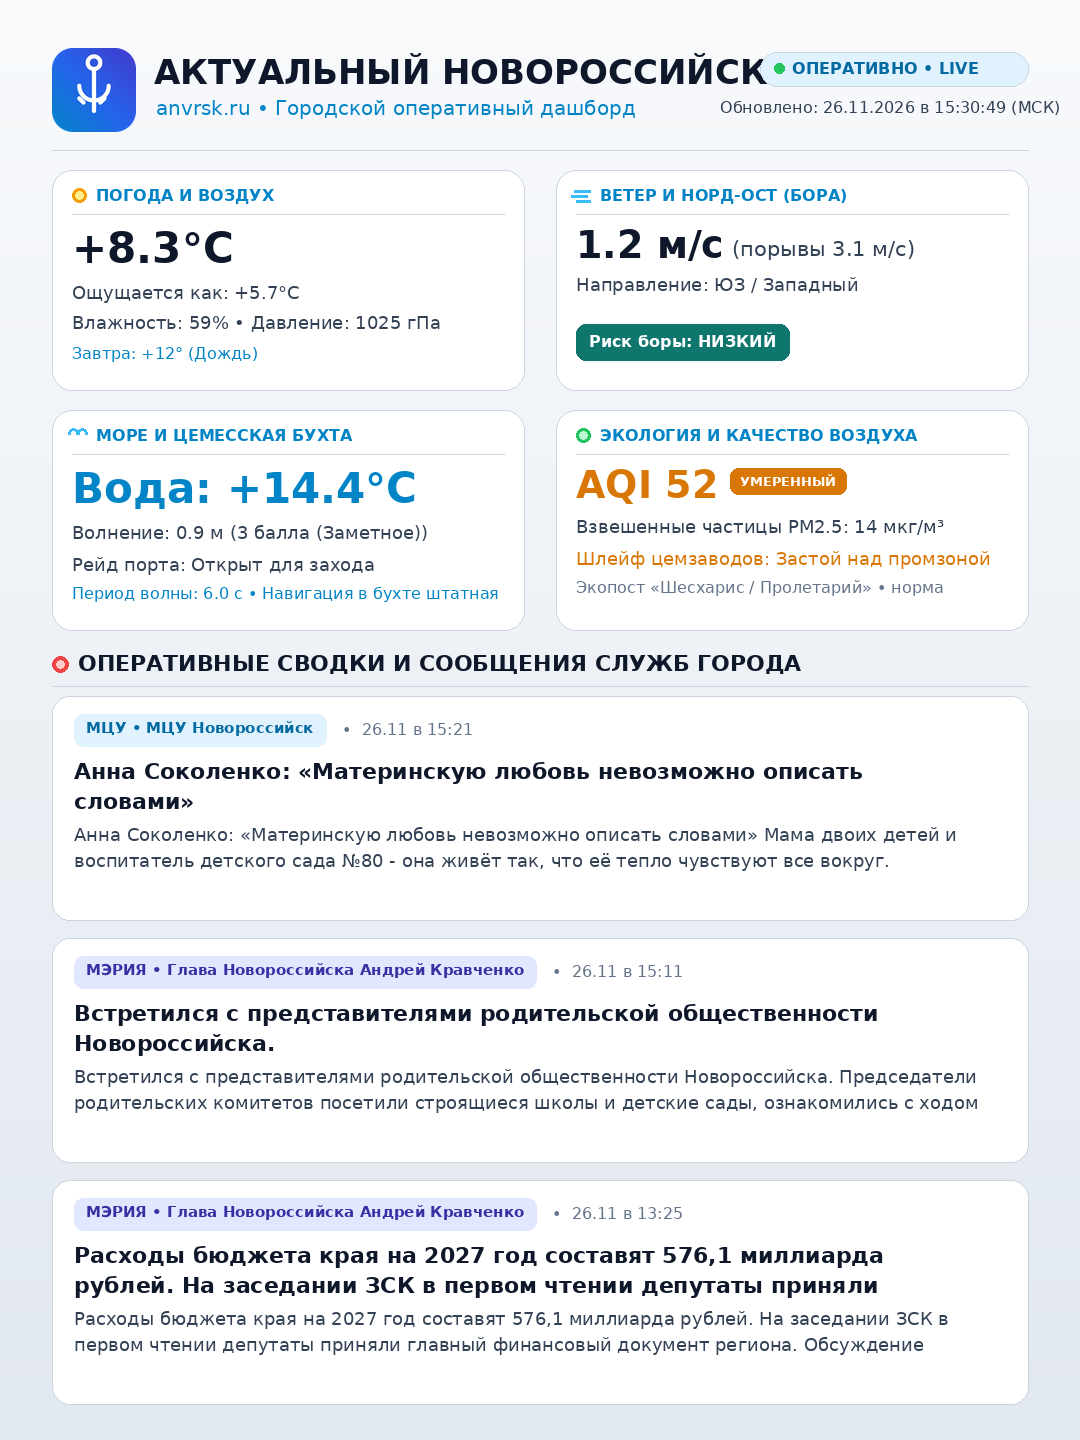 АКТУАЛЬНЫЙ НОВОРОССИЙСК
ОПЕРАТИВНО • LIVE
anvrsk.ru • Городской оперативный дашборд
Обновлено: 26.11.2026 в 15:30:49 (МСК)
ПОГОДА И ВОЗДУХ
+8.3°C
Ощущается как: +5.7°C
Влажность: 59% • Давление: 1025 гПа
Завтра: +12° (Дождь)
ВЕТЕР И НОРД-ОСТ (БОРА)
1.2 м/с (порывы 3.1 м/с)
Направление: ЮЗ / Западный
Риск боры: НИЗКИЙ
МОРЕ И ЦЕМЕССКАЯ БУХТА
Вода: +14.4°C
Волнение: 0.9 м (3 балла (Заметное))
Рейд порта: Открыт для захода
Период волны: 6.0 с • Навигация в бухте штатная
ЭКОЛОГИЯ И КАЧЕСТВО ВОЗДУХА
AQI 52 УМЕРЕННЫЙ
Взвешенные частицы PM2.5: 14 мкг/м³
Шлейф цемзаводов: Застой над промзоной
Экопост «Шесхарис / Пролетарий» • норма
ОПЕРАТИВНЫЕ СВОДКИ И СООБЩЕНИЯ СЛУЖБ ГОРОДА
МЦУ • МЦУ Новороссийск • 26.11 в 15:21
Анна Соколенко: «Материнскую любовь невозможно описать
словами»
Анна Соколенко: «Материнскую любовь невозможно описать словами» Мама двоих детей и
воспитатель детского сада №80 - она живёт так, что её тепло чувствуют все вокруг.
МЭРИЯ • Глава Новороссийска Андрей Кравченко • 26.11 в 15:11
Встретился с представителями родительской общественности
Новороссийска.
Встретился с представителями родительской общественности Новороссийска. Председатели
родительских комитетов посетили строящиеся школы и детские сады, ознакомились с ходом
МЭРИЯ • Глава Новороссийска Андрей Кравченко • 26.11 в 13:25
Расходы бюджета края на 2027 год составят 576,1 миллиарда
рублей. На заседании ЗСК в первом чтении депутаты приняли
Расходы бюджета края на 2027 год составят 576,1 миллиарда рублей. На заседании ЗСК в
первом чтении депутаты приняли главный финансовый документ региона. Обсуждение